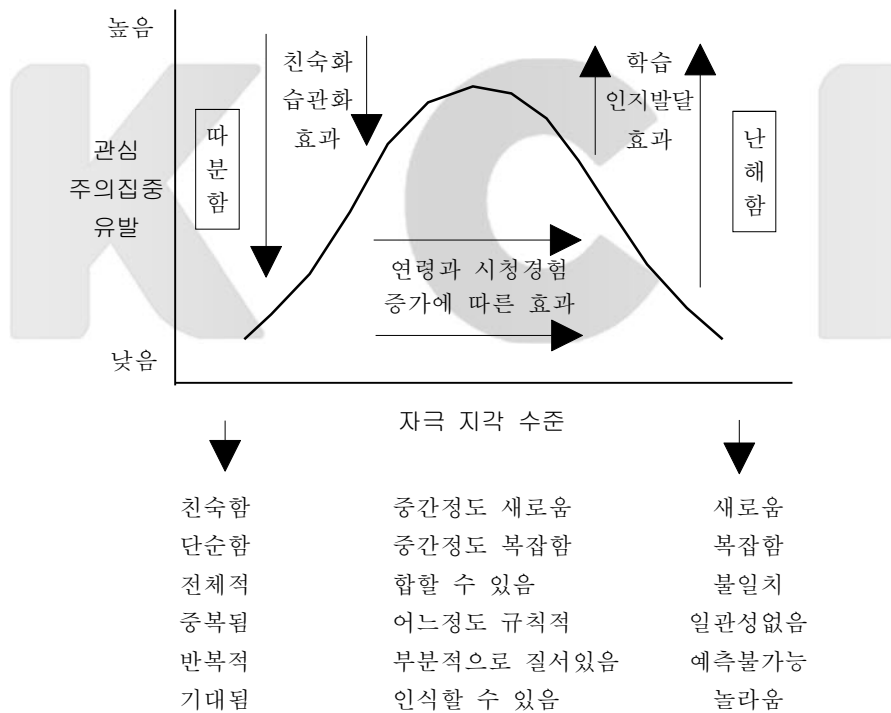 높음
친숙화
습관화
효과
학습
인지발달
효과
따분함
난해함
관심
주의집중
유발
연령과 시청경험
증가에 따른 효과
낮음
자극 지각 수준
친숙함 중간정도 새로움 새로움
단순함 중간정도 복잡함 복잡함
전체적 합할 수 있음 불일치
중복됨 어느정도 규칙적 일관성없음
반복적 부분적으로 질서있음 예측불가능
기대됨 인식할 수 있음 놀라움
KCI